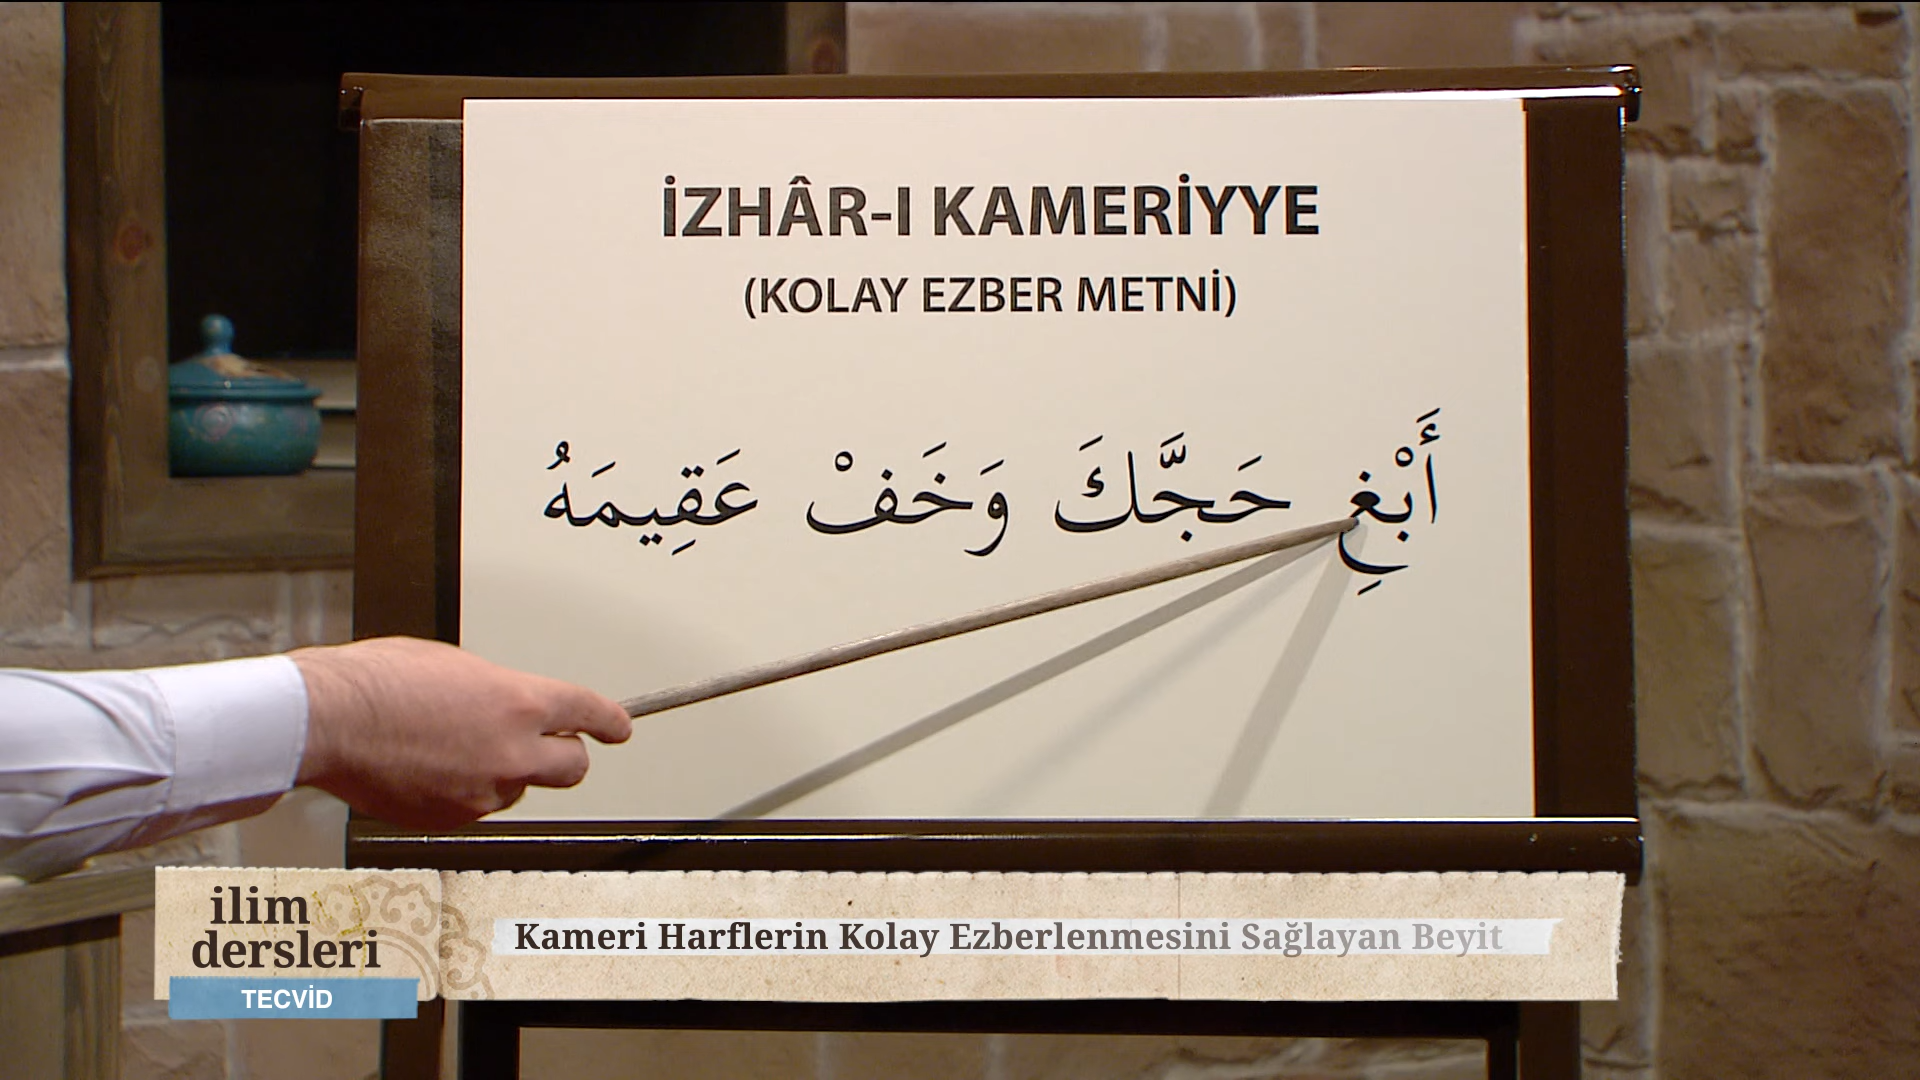 İZHÂR-I KAMERİYYE
(KOLAY EZBER METNİ)
أَبْغِ حَجَّكَ وَخَفْ عَقِيمَهُ
ilim
dersleri
TECVİD
Kameri Harflerin Kolay Ezberlenmesini Sağlayan Beyit